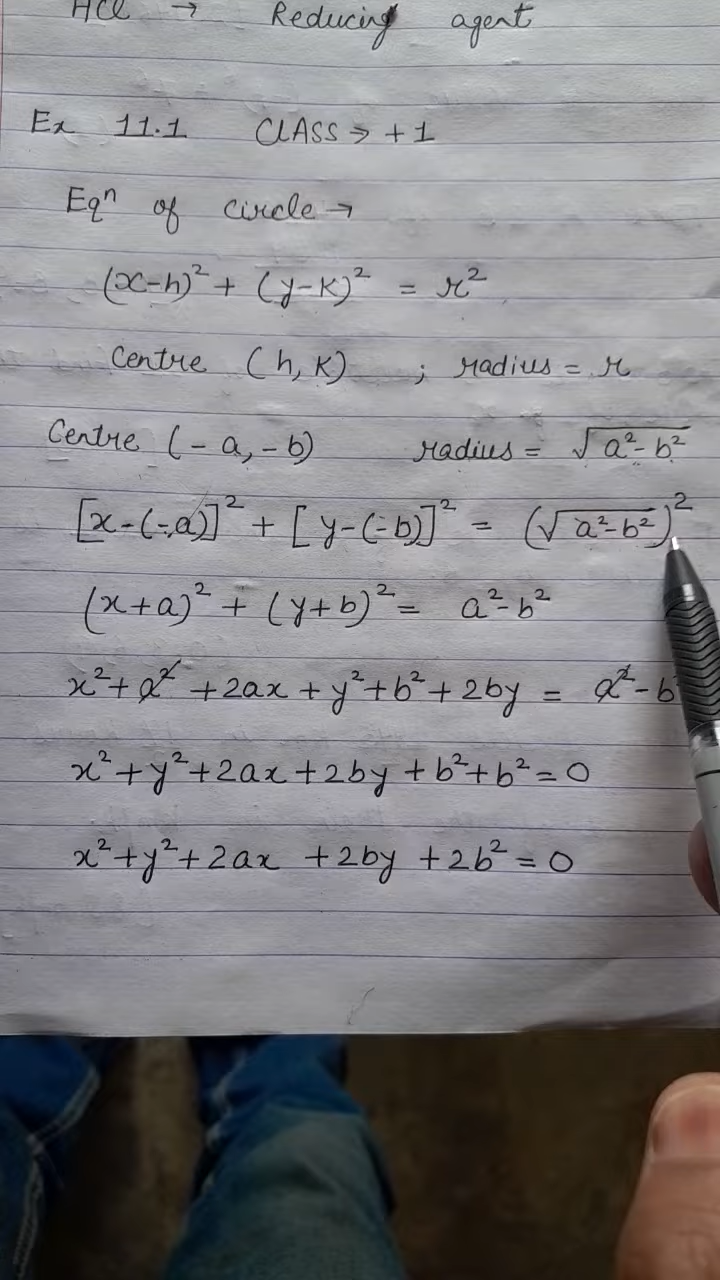 HCl → Reducing agent
Ex 11.1 CLASS → +1
Eqⁿ of circle →
(x-h)² + (y-k)² = r²
Centre (h, k) ; radius = r
Centre (-a, -b) radius = √(a²-b²)
[x-(-a)]² + [y-(-b)]² = (√(a²-b²))²
(x+a)² + (y+b)² = a²-b²
x²+a²+2ax+y²+b²+2by = a²-b
x²+y²+2ax+2by+b²+b²=0
x²+y²+2ax+2by+2b²=0